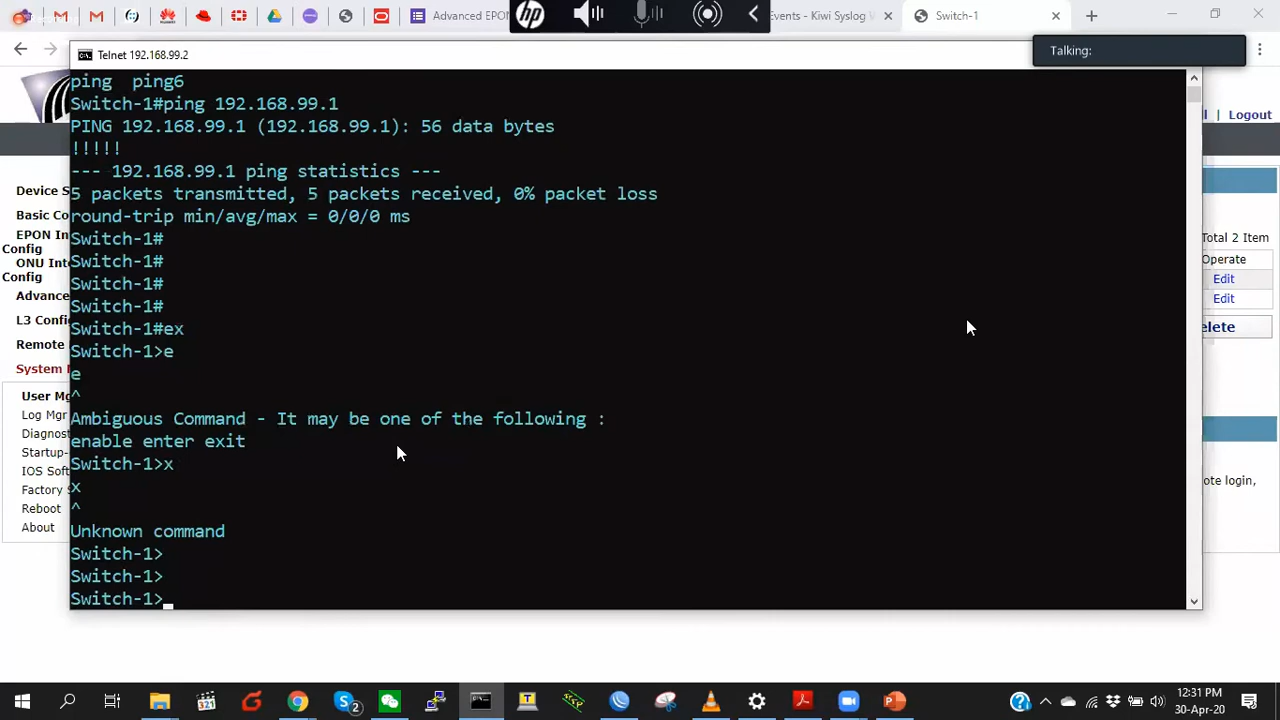 hp
Advanced EPON
Events - Kiwi Syslog
Switch-1
Telnet 192.168.99.2
Talking:
ping ping6
Switch-1#ping 192.168.99.1
PING 192.168.99.1 (192.168.99.1): 56 data bytes
!!!!!
--- 192.168.99.1 ping statistics ---
5 packets transmitted, 5 packets received, 0% packet loss
round-trip min/avg/max = 0/0/0 ms
Switch-1#
Switch-1#
Switch-1#
Switch-1#
Switch-1#ex
Switch-1>e
e
^
Ambiguous Command - It may be one of the following :
enable enter exit
Switch-1>x
x
^
Unknown command
Switch-1>
Switch-1>
Switch-1>
| Logout
Device S
Basic Co
EPON In
Config
ONU Int
Config
Advance
L3 Config
Remote
System
User Mg
Log Mgr
Diagnost
Startup-
IOS Soft
Factory S
Reboot
About
Total 2 Item
Operate
Edit
Edit
elete
ote login,
12:31 PM
30-Apr-20